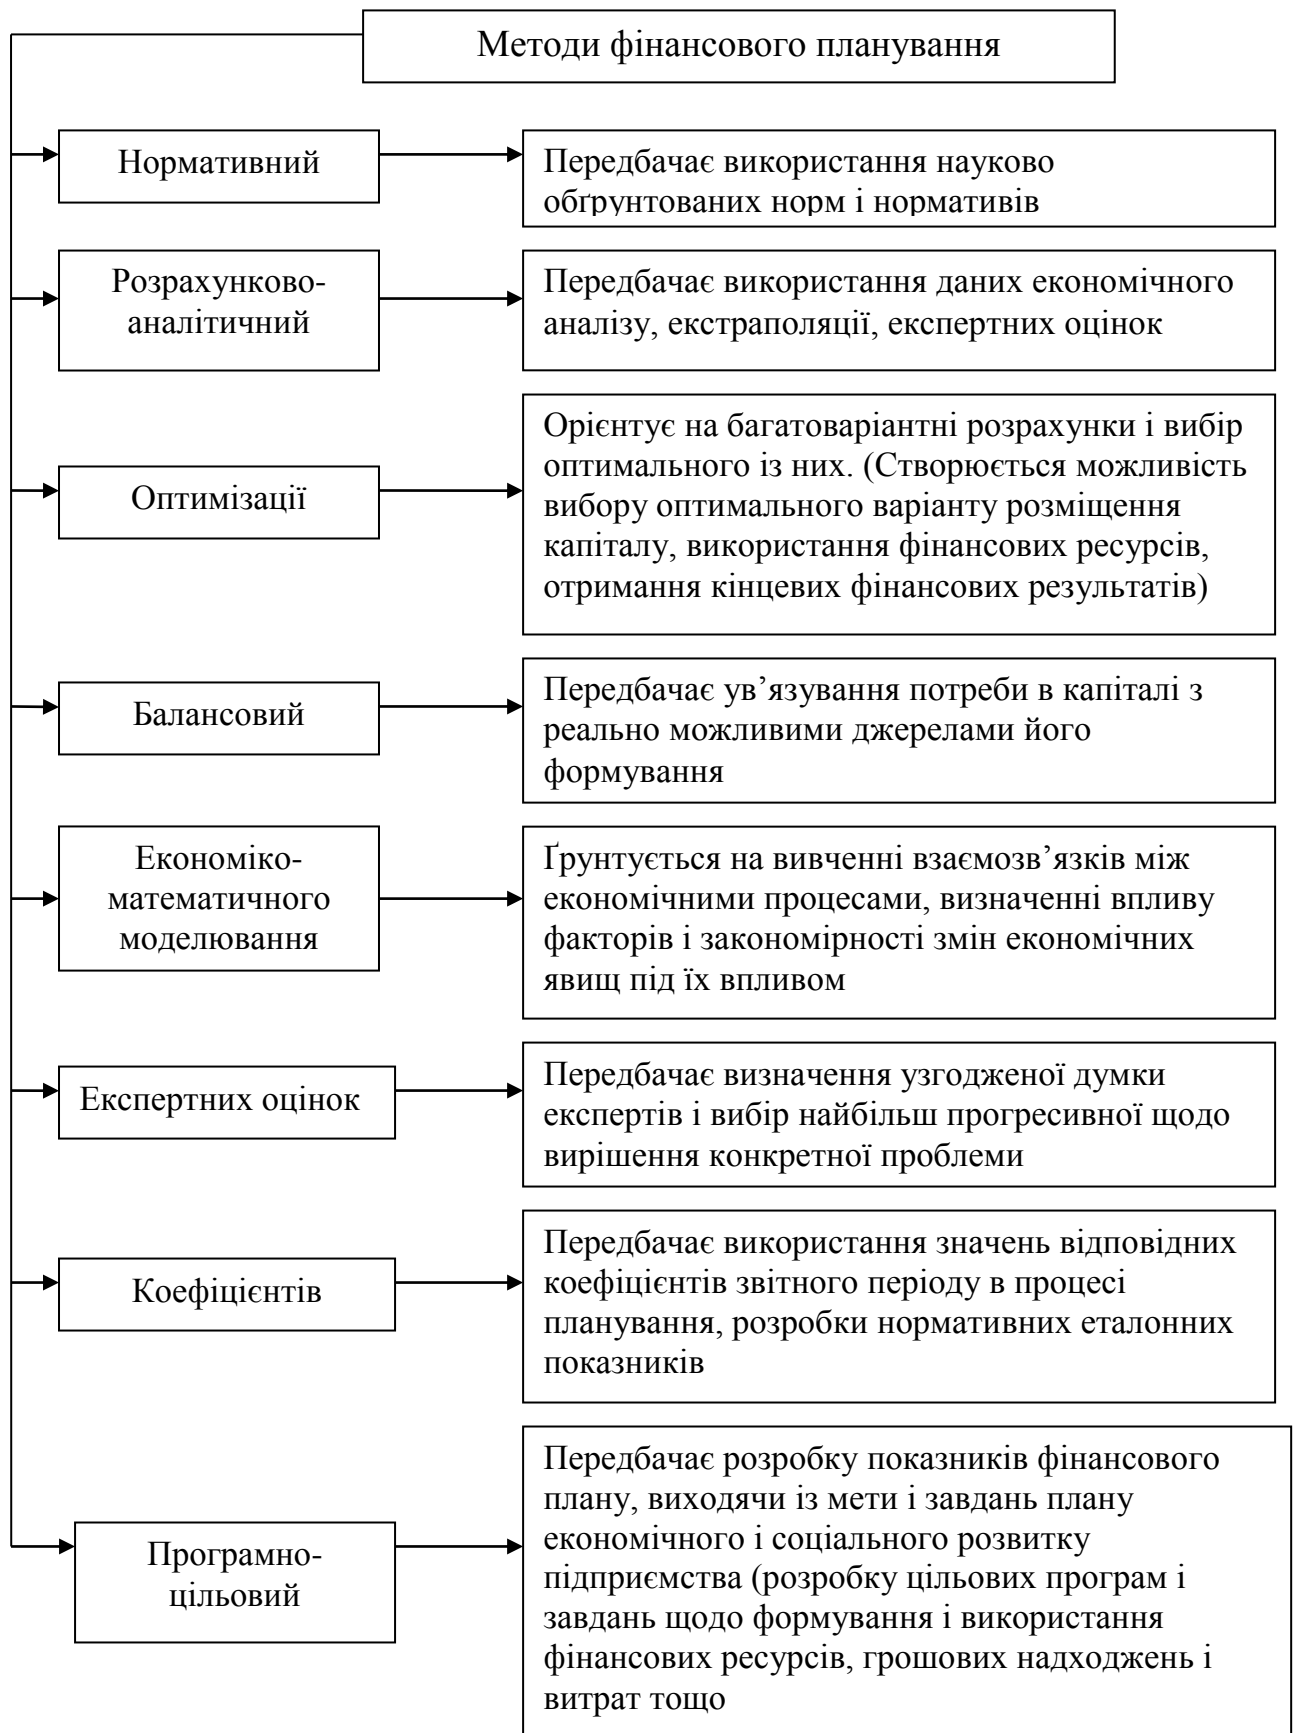 Методи фінансового планування
Нормативний
Передбачає використання науково
обґрунтованих норм і нормативів
Розрахунково-
аналітичний
Передбачає використання даних економічного
аналізу, екстраполяції, експертних оцінок
Оптимізації
Орієнтує на багатоваріантні розрахунки і вибір
оптимального із них. (Створюється можливість
вибору оптимального варіанту розміщення
капіталу, використання фінансових ресурсів,
отримання кінцевих фінансових результатів)
Балансовий
Передбачає ув’язування потреби в капіталі з
реально можливими джерелами його
формування
Економіко-
математичного
моделювання
Ґрунтується на вивченні взаємозв’язків між
економічними процесами, визначенні впливу
факторів і закономірності змін економічних
явищ під їх впливом
Експертних оцінок
Передбачає визначення узгодженої думки
експертів і вибір найбільш прогресивної щодо
вирішення конкретної проблеми
Коефіцієнтів
Передбачає використання значень відповідних
коефіцієнтів звітного періоду в процесі
планування, розробки нормативних еталонних
показників
Програмно-
цільовий
Передбачає розробку показників фінансового
плану, виходячи із мети і завдань плану
економічного і соціального розвитку
підприємства (розробку цільових програм і
завдань щодо формування і використання
фінансових ресурсів, грошових надходжень і
витрат тощо